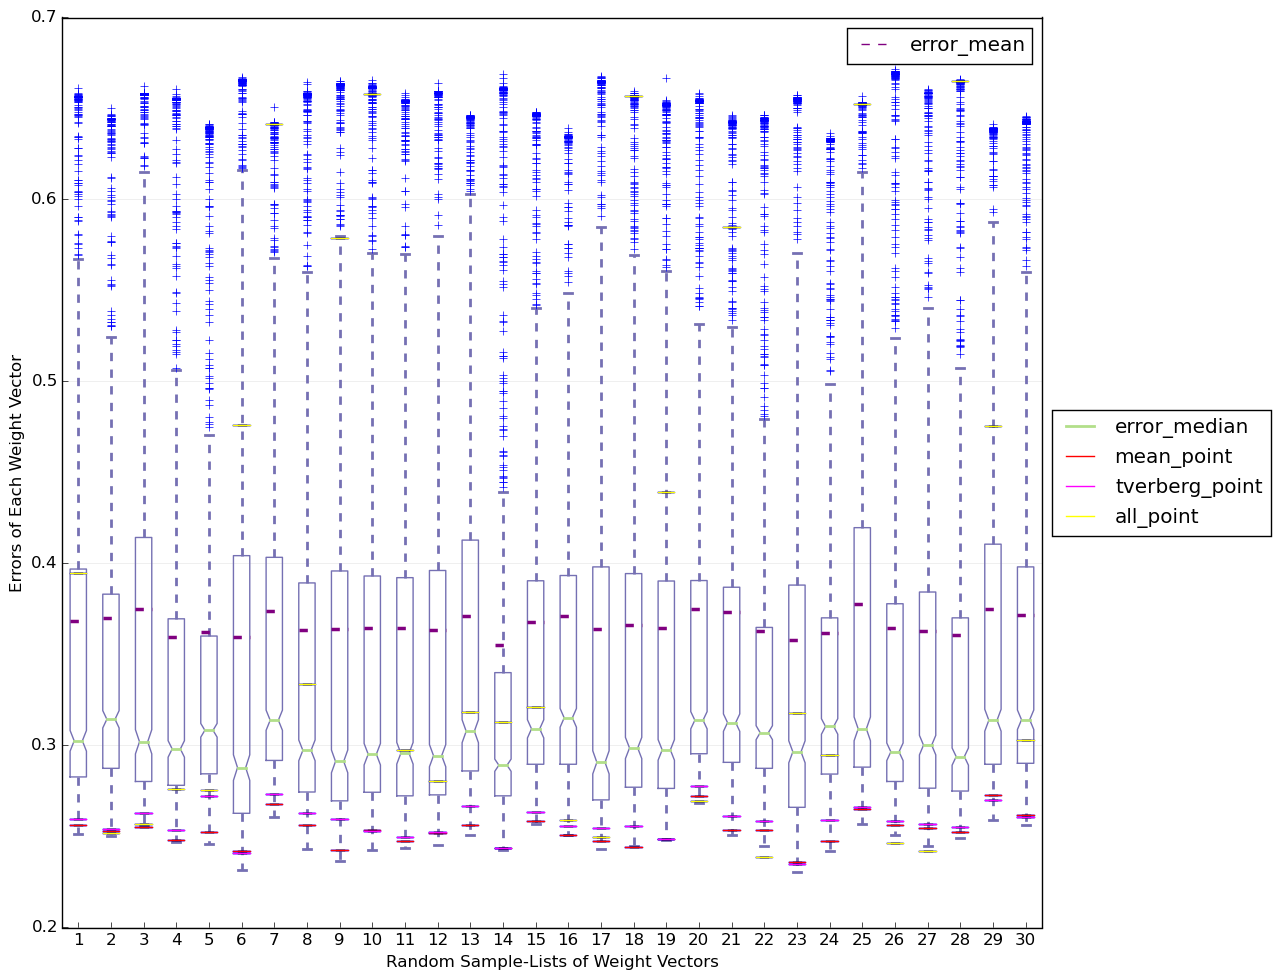 0.7
0.6
0.5
0.4
0.3
0.2
Errors of Each Weight Vector
error_mean
error_median
mean_point
tverberg_point
all_point
1 2 3 4 5 6 7 8 9 10 11 12 13 14 15 16 17 18 19 20 21 22 23 24 25 26 27 28 29 30
Random Sample-Lists of Weight Vectors